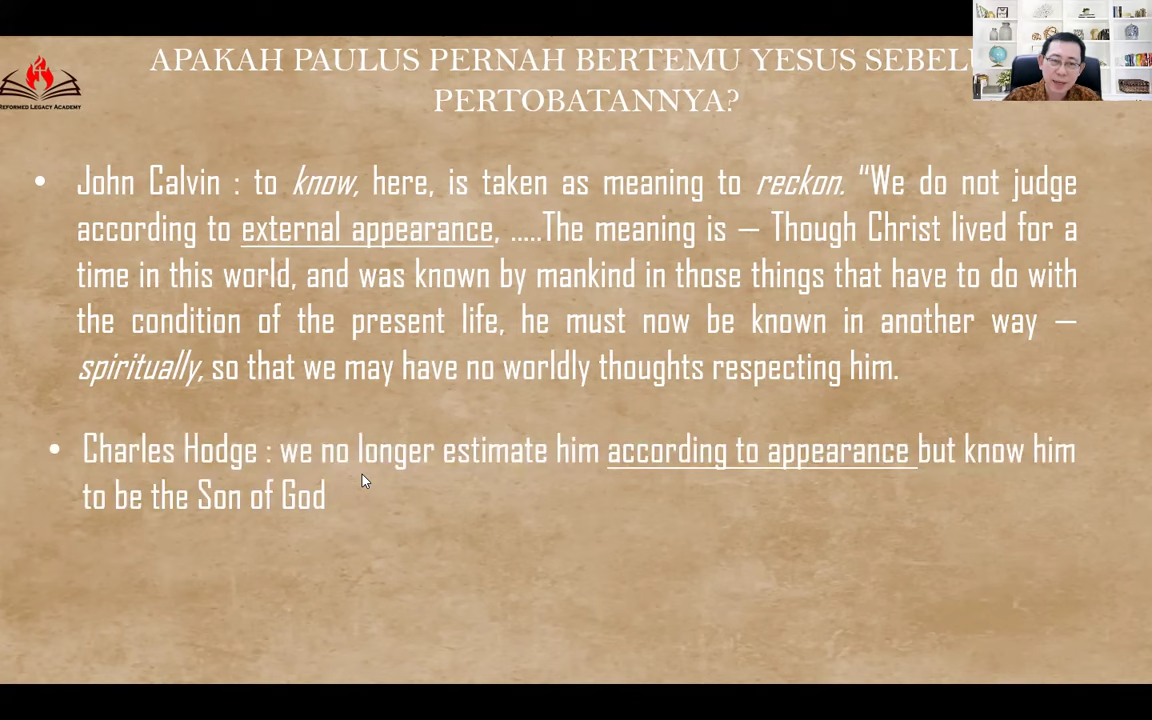 APAKAH PAULUS PERNAH BERTEMU YESUS
PERTOBATANNYA?
REFORMED LEGACY ACADEMY
• John Calvin : to know, here, is taken as meaning to reckon. “We do not judge
according to external appearance, .....The meaning is — Though Christ lived for a
time in this world, and was known by mankind in those things that have to do with
the condition of the present life, he must now be known in another way —
spiritually, so that we may have no worldly thoughts respecting him.
• Charles Hodge : we no longer estimate him according to appearance but know him
to be the Son of God